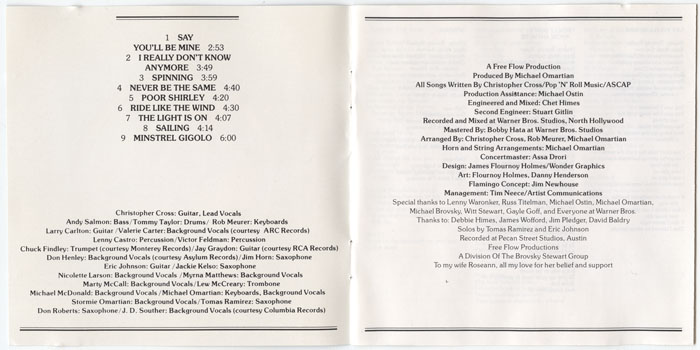 1 SAY
YOU'LL BE MINE 2:53
2 I REALLY DON'T KNOW
ANYMORE 3:49
3 SPINNING 3:59
4 NEVER BE THE SAME 4:40
5 POOR SHIRLEY 4:20
6 RIDE LIKE THE WIND 4:30
7 THE LIGHT IS ON 4:07
8 SAILING 4:14
9 MINSTREL GIGOLO 6:00
Christopher Cross: Guitar, Lead Vocals
Andy Salmon: Bass/Tommy Taylor: Drums/ Rob Meurer: Keyboards
Larry Carlton: Guitar /Valerie Carter: Background Vocals (courtesy ARC Records)
Lenny Castro: Percussion/Victor Feldman: Percussion
Chuck Findley: Trumpet (courtesy Monterey Records)/Jay Graydon: Guitar (courtesy RCA Records)
Don Henley: Background Vocals (courtesy Asylum Records)/Jim Horn: Saxophone
Eric Johnson: Guitar /Jackie Kelso: Saxophone
Nicolette Larson: Background Vocals /Myrna Matthews: Background Vocals
Marty McCall: Background Vocals/Lew McCreary: Trombone
Michael McDonald: Background Vocals /Michael Omartian: Keyboards, Background Vocals
Stormie Omartian: Background Vocals/Tomas Ramirez: Saxophone
Don Roberts: Saxophone/J. D. Souther: Background Vocals (courtesy Columbia Records)
A Free Flow Production
Produced By Michael Omartian
All Songs Written By Christopher Cross/Pop 'N' Roll Music/ASCAP
Production Assistance: Michael Ostin
Engineered and Mixed: Chet Himes
Second Engineer: Stuart Gitlin
Recorded and Mixed at Warner Bros. Studios, North Hollywood
Mastered By: Bobby Hata at Warner Bros. Studios
Arranged By: Christopher Cross, Rob Meurer, Michael Omartian
Horn and String Arrangements: Michael Omartian
Concertmaster: Assa Drori
Design: James Flournoy Holmes/Wonder Graphics
Art: Flournoy Holmes, Danny Henderson
Flamingo Concept: Jim Newhouse
Management: Tim Neece/Artist Communications
Special thanks to Lenny Waronker, Russ Titelman, Michael Ostin, Michael Omartian,
Michael Brovsky, Witt Stewart, Gayle Goff, and Everyone at Warner Bros.
Thanks to: Debbie Himes, James Wofford, Jim Pledger, David Baldry
Solos by Tomas Ramirez and Eric Johnson
Recorded at Pecan Street Studios, Austin
Free Flow Productions
A Division Of The Brovsky Stewart Group
To my wife Roseann, all my love for her belief and support